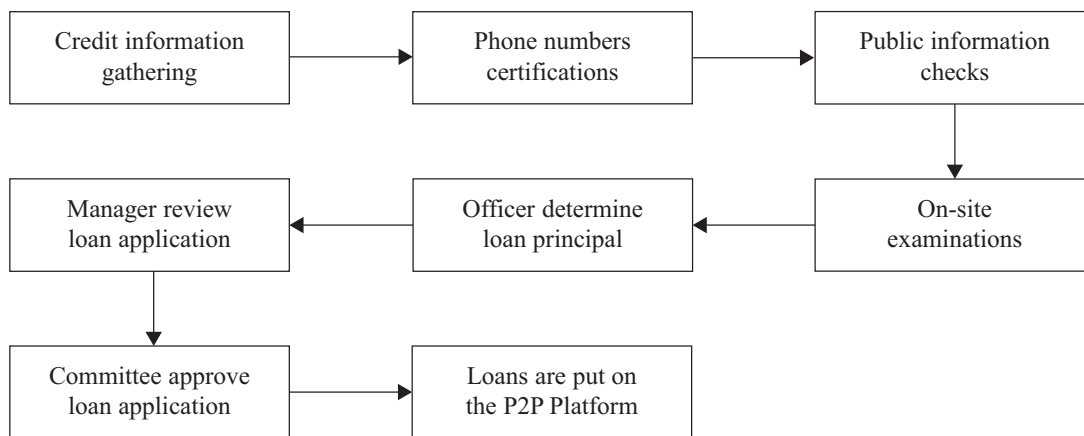 Credit information
gathering
Phone numbers
certifications
Public information
checks
On-site
examinations
Officer determine
loan principal
Manager review
loan application
Committee approve
loan application
Loans are put on
the P2P Platform